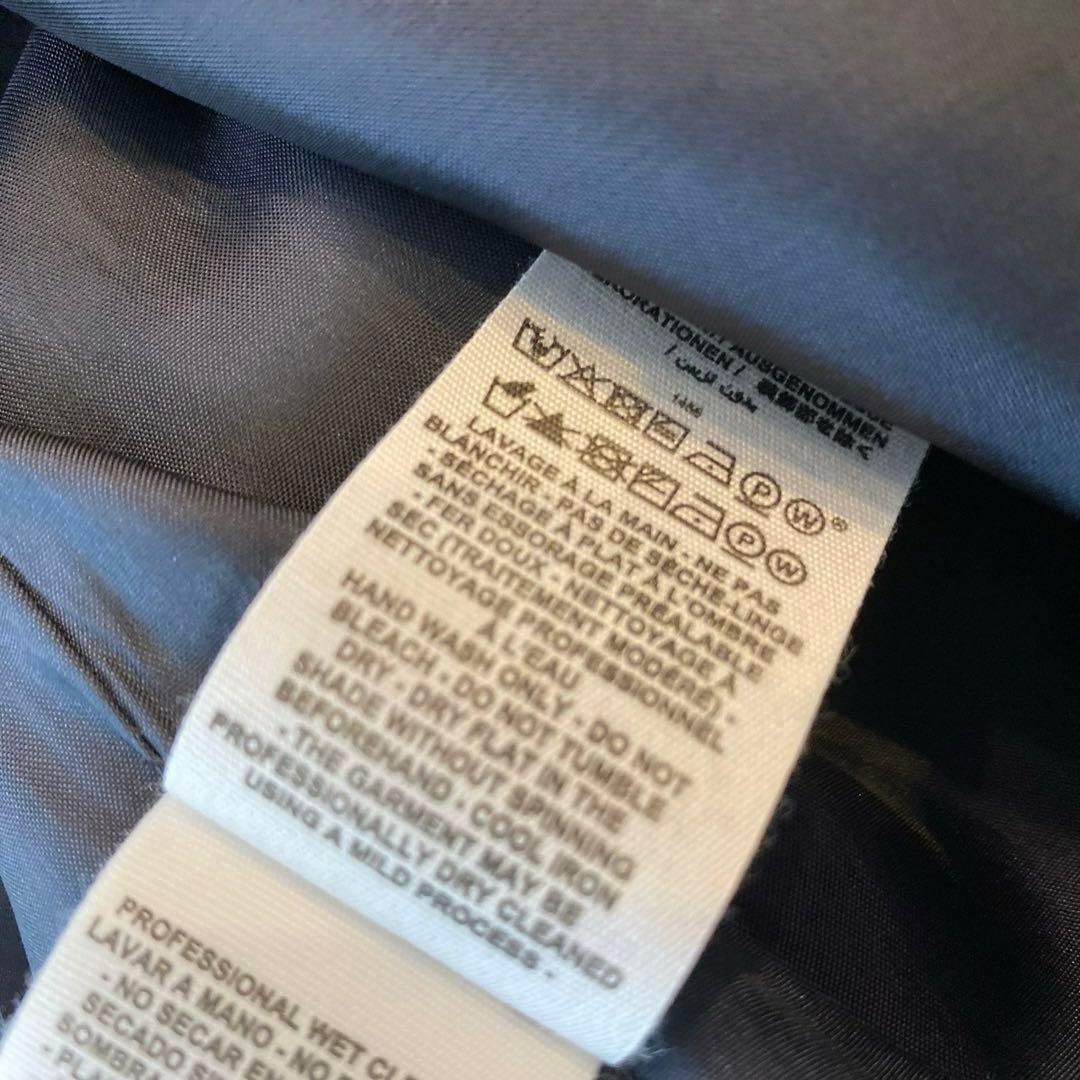 AUSGENOMMEN
KORATIONEN /
14M
P W
P W
LAVAGE À LA MAIN - NE PAS
BLANCHIR - PAS DE SÈCHE-LINGE
- SÉCHAGE À PLAT À L'OMBRE
SANS ESSORAGE PRÉALABLE
- FER DOUX - NETTOYAGE À
SEC (TRAITEMENT MODÉRÉ) -
NETTOYAGE PROFESSIONNEL
À L'EAU
HAND WASH ONLY - DO NOT
BLEACH - DO NOT TUMBLE
DRY - DRY FLAT IN THE
SHADE WITHOUT SPINNING
BEFOREHAND - COOL IRON
- THE GARMENT MAY BE
PROFESSIONALLY DRY CLEANED
USING A MILD PROCESS -
PROFESSIONAL WET
LAVAR A MANO - NO
- NO SECAR EN
SECADO
SOMBRA